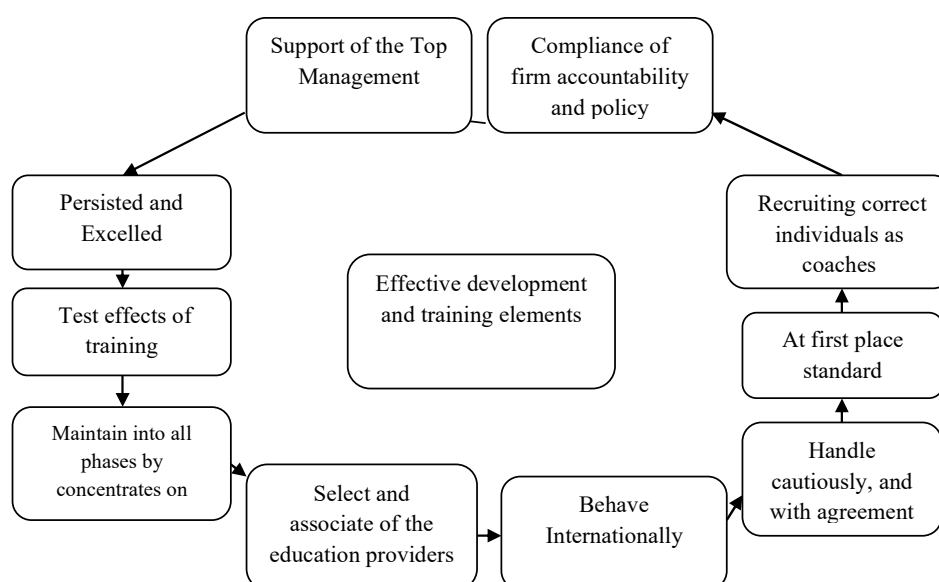 Support of the Top
Management
Compliance of
firm accountability
and policy
Persisted and
Excelled
Recruiting correct
individuals as
coaches
Effective development
and training elements
Test effects of
training
At first place
standard
Maintain into all
phases by
concentrates on
Handle
cautiously, and
with agreement
Select and
associate of the
education providers
Behave
Internationally